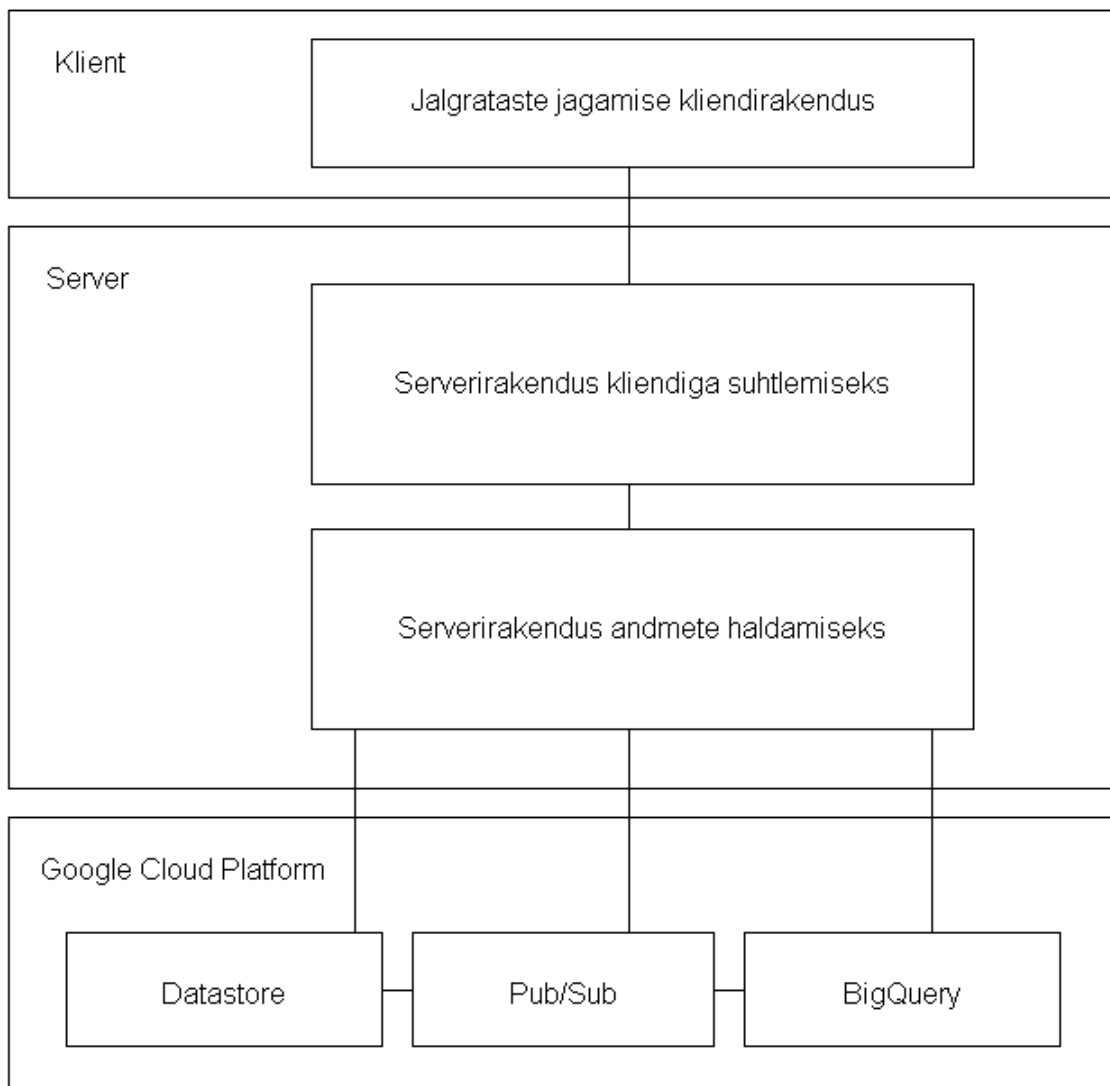 Klient
Jalgrataste jagamise kliendirakendus
Server
Serverirakendus kliendiga suhtlemiseks
Serverirakendus andmete haldamiseks
Google Cloud Platform
Datastore
Pub/Sub
BigQuery